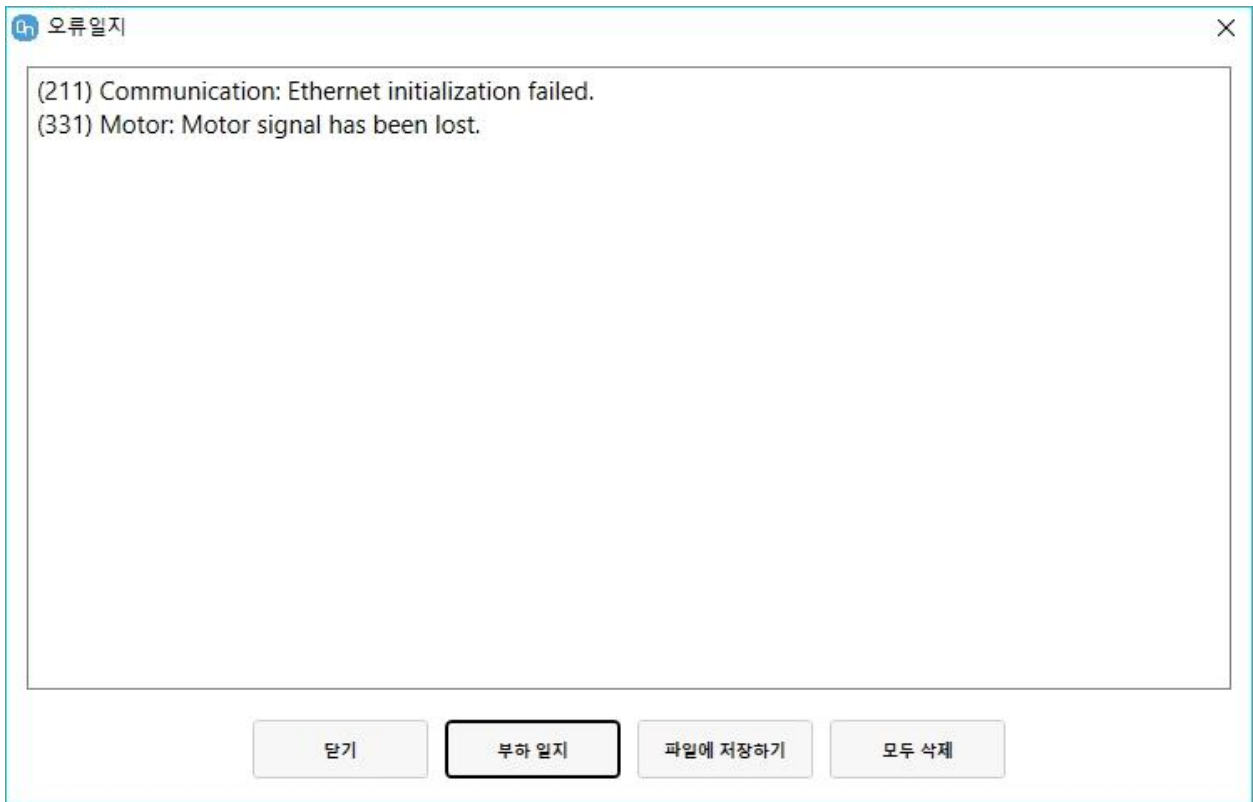 오류일지
(211) Communication: Ethernet initialization failed.
(331) Motor: Motor signal has been lost.
닫기
부하 일지
파일에 저장하기
모두 삭제